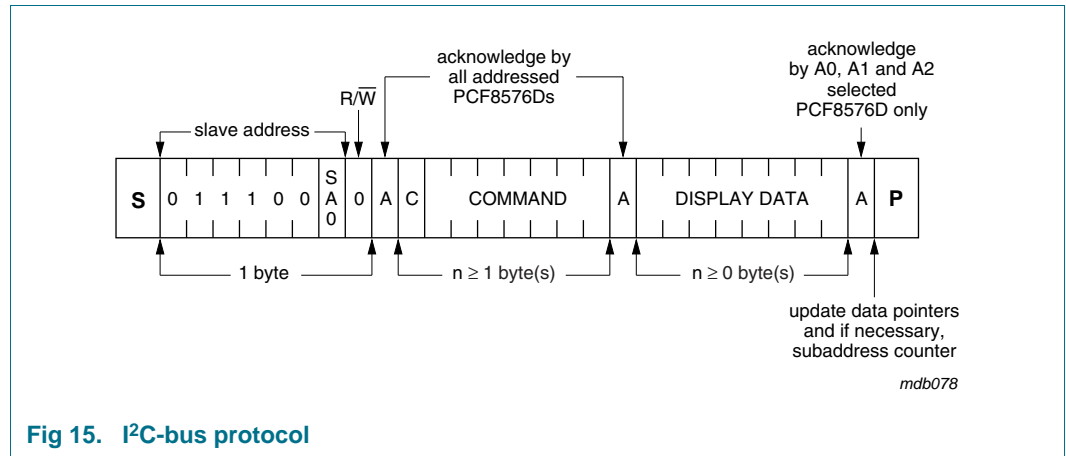 acknowledge by
all addressed
PCF8576Ds
acknowledge
by A0, A1 and A2
selected
PCF8576D only
R/W̅
slave address
S 0 1 1 1 0 0 S A 0 0 A C COMMAND A DISPLAY DATA A P
1 byte
n ≥ 1 byte(s)
n ≥ 0 byte(s)
update data pointers
and if necessary,
subaddress counter
mdb078
Fig 15. I²C-bus protocol